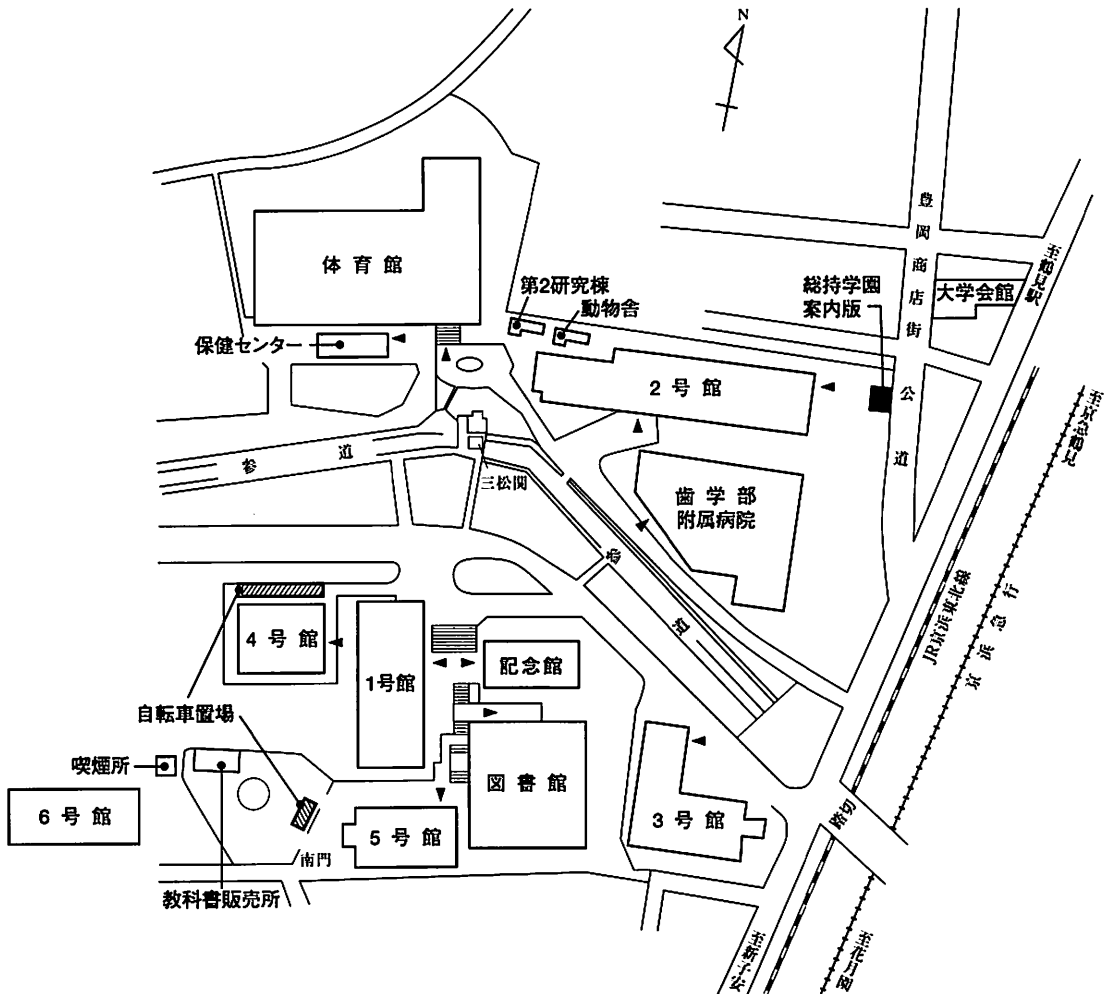 N
豊岡商店街
至鶴見駅
体育館
第2研究棟
動物舎
総持学園
案内版
大学会館
保健センター
2号館
公道
至京急鶴見
参道
三松関
歯学部
附属病院
参道
JR京浜東北線
京浜急行
4号館
1号館
記念館
自転車置場
喫煙所
図書館
6号館
5号館
3号館
踏切
南門
教科書販売所
至新子安
至花月園